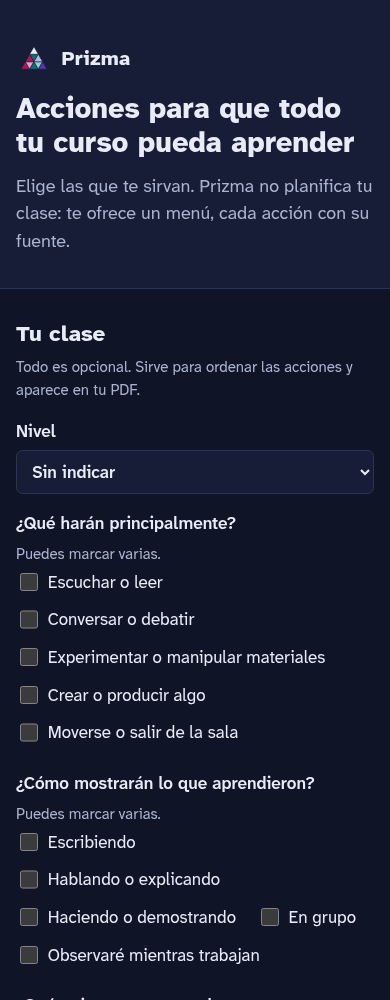 Prizma
Acciones para que todo
tu curso pueda aprender
Elige las que te sirvan. Prizma no planifica tu
clase: te ofrece un menú, cada acción con su
fuente.
Tu clase
Todo es opcional. Sirve para ordenar las acciones y
aparece en tu PDF.
Nivel
Sin indicar
¿Qué harán principalmente?
Puedes marcar varias.
Escuchar o leer
Conversar o debatir
Experimentar o manipular materiales
Crear o producir algo
Moverse o salir de la sala
¿Cómo mostrarán lo que aprendieron?
Puedes marcar varias.
Escribiendo
Hablando o explicando
Haciendo o demostrando En grupo
Observaré mientras trabajan